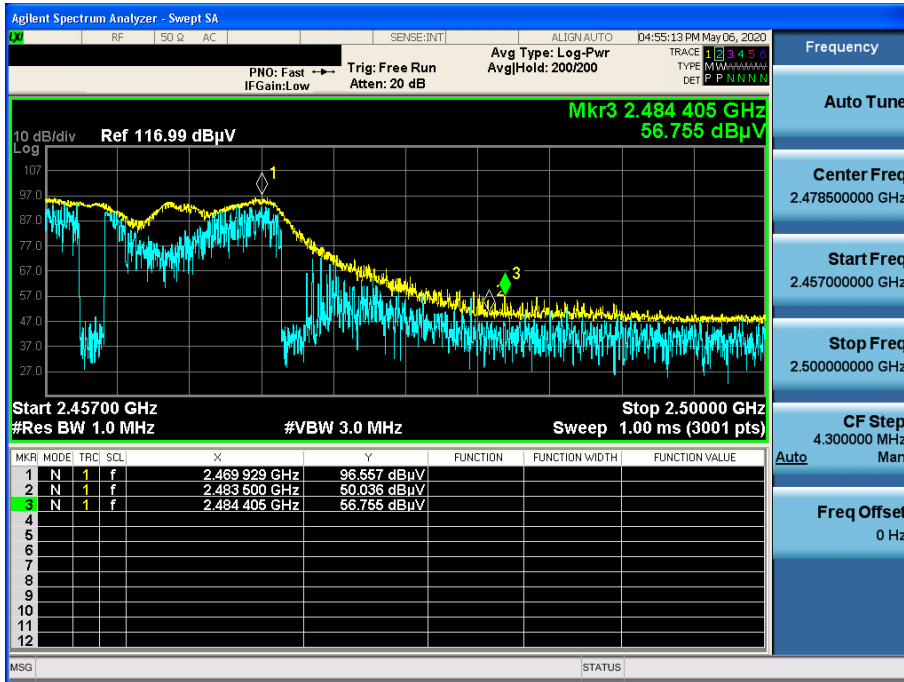 Agilent Spectrum Analyzer - Swept SA
LXI RF 50 Ω AC SENSE:INT ALIGN AUTO 04:55:13 PM May 06, 2020
PNO: Fast Trig: Free Run Avg Type: Log-Pwr TRACE 1 2 3 4 5 6
IFGain:Low Atten: 20 dB Avg|Hold: 200/200 TYPE M W W W W W
DET P P N N N N
Mkr3 2.484 405 GHz
56.755 dBµV
10 dB/div Ref 116.99 dBµV
Log
107
97.0
87.0
77.0
67.0
57.0
47.0
37.0
27.0
1
2
3
Start 2.45700 GHz Stop 2.50000 GHz
#Res BW 1.0 MHz #VBW 3.0 MHz Sweep 1.00 ms (3001 pts)
MKR MODE TRC SCL X Y FUNCTION FUNCTION WIDTH FUNCTION VALUE
1 N 1 f 2.469 929 GHz 96.557 dBµV
2 N 1 f 2.483 500 GHz 50.036 dBµV
3 N 1 f 2.484 405 GHz 56.755 dBµV
4
5
6
7
8
9
10
11
12
MSG STATUS
Frequency
Auto Tune
Center Freq
2.478500000 GHz
Start Freq
2.457000000 GHz
Stop Freq
2.500000000 GHz
CF Step
4.300000 MHz
Auto Man
Freq Offset
0 Hz